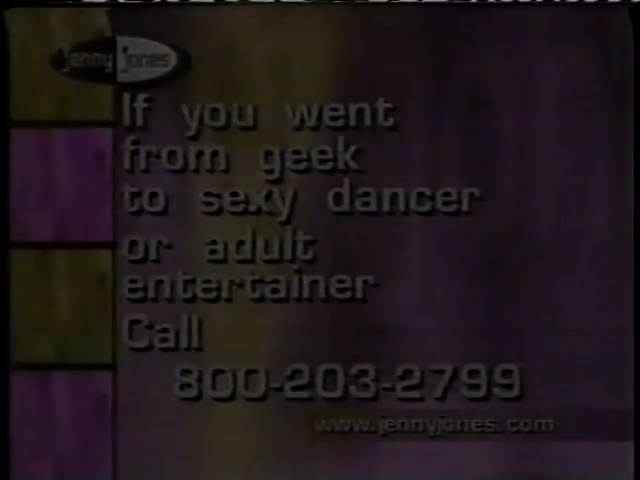 jenny jones
If you went
from geek
to sexy dancer
or adult
entertainer
Call
800-203-2799
www.jennyjones.com